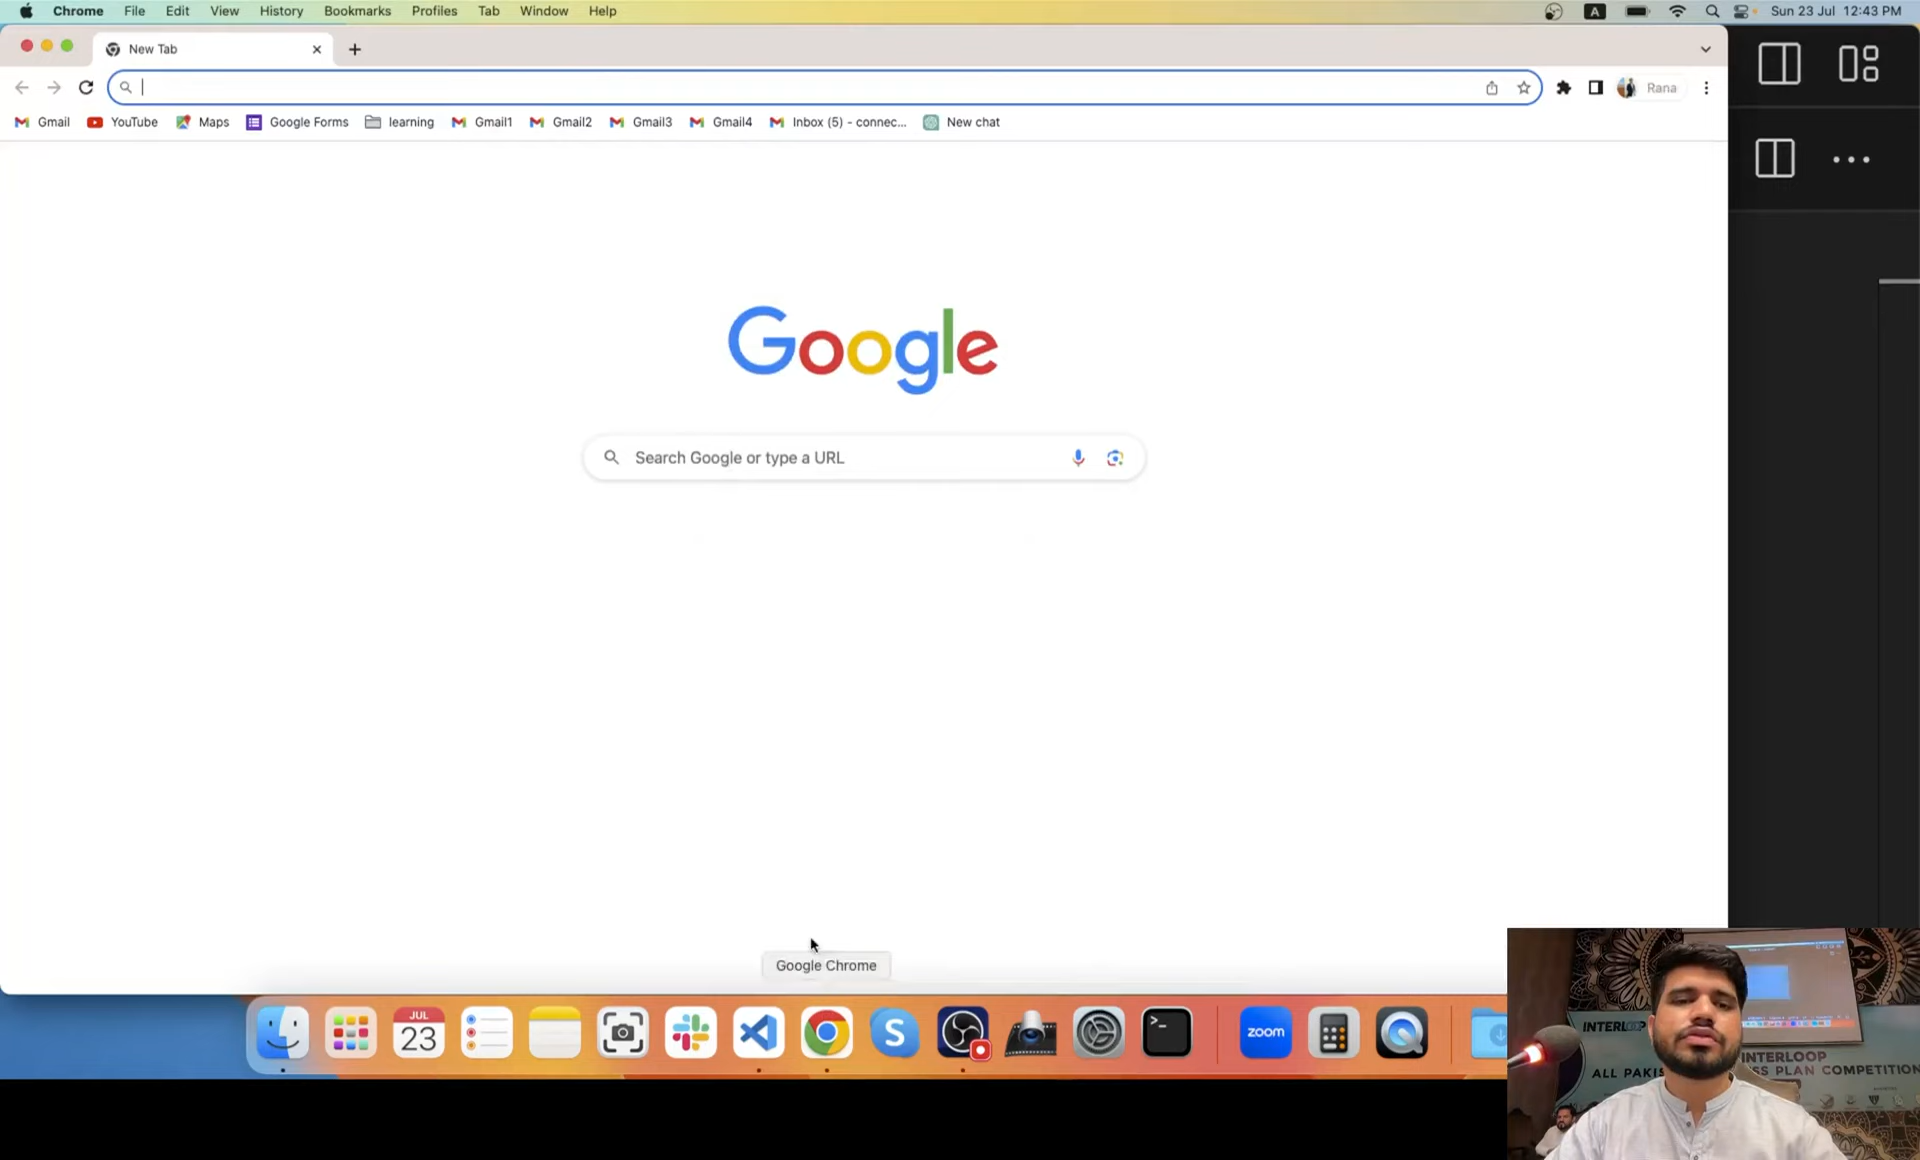 Chrome File Edit View History Bookmarks Profiles Tab Window Help A Sun 23 Jul 12:43 PM
New Tab
Rana
Gmail YouTube Maps Google Forms learning Gmail1 Gmail2 Gmail3 Gmail4 Inbox (5) - connec... New chat
Google
Search Google or type a URL
Google Chrome
JUL
23
S
>_
zoom
INTERLOOP
INTERLOOP
ALL PAKIS SS PLAN COMPETITION